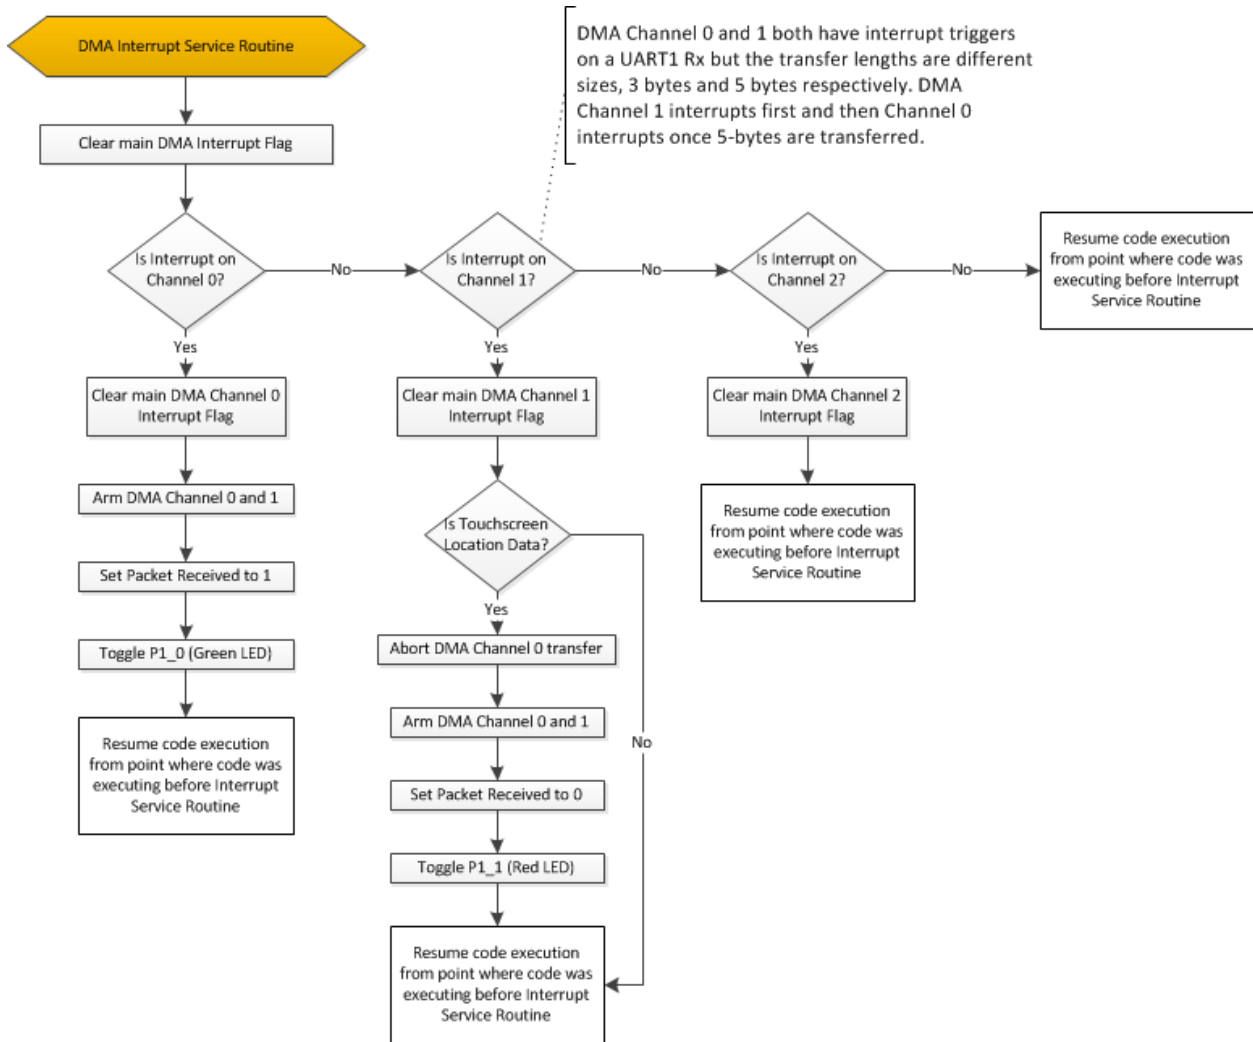 DMA Interrupt Service Routine
DMA Channel 0 and 1 both have interrupt triggers
on a UART1 Rx but the transfer lengths are different
sizes, 3 bytes and 5 bytes respectively. DMA
Channel 1 interrupts first and then Channel 0
interrupts once 5-bytes are transferred.
Clear main DMA Interrupt Flag
Is Interrupt on
Channel 0?
No
Is Interrupt on
Channel 1?
No
Is Interrupt on
Channel 2?
No
Resume code execution
from point where code was
executing before Interrupt
Service Routine
Yes
Clear main DMA Channel 0
Interrupt Flag
Arm DMA Channel 0 and 1
Set Packet Received to 1
Toggle P1_0 (Green LED)
Resume code execution
from point where code was
executing before Interrupt
Service Routine
Yes
Clear main DMA Channel 1
Interrupt Flag
Is Touchscreen
Location Data?
Yes
No
Abort DMA Channel 0 transfer
Arm DMA Channel 0 and 1
Set Packet Received to 0
Toggle P1_1 (Red LED)
Resume code execution
from point where code was
executing before Interrupt
Service Routine
Yes
Clear main DMA Channel 2
Interrupt Flag
Resume code execution
from point where code was
executing before Interrupt
Service Routine